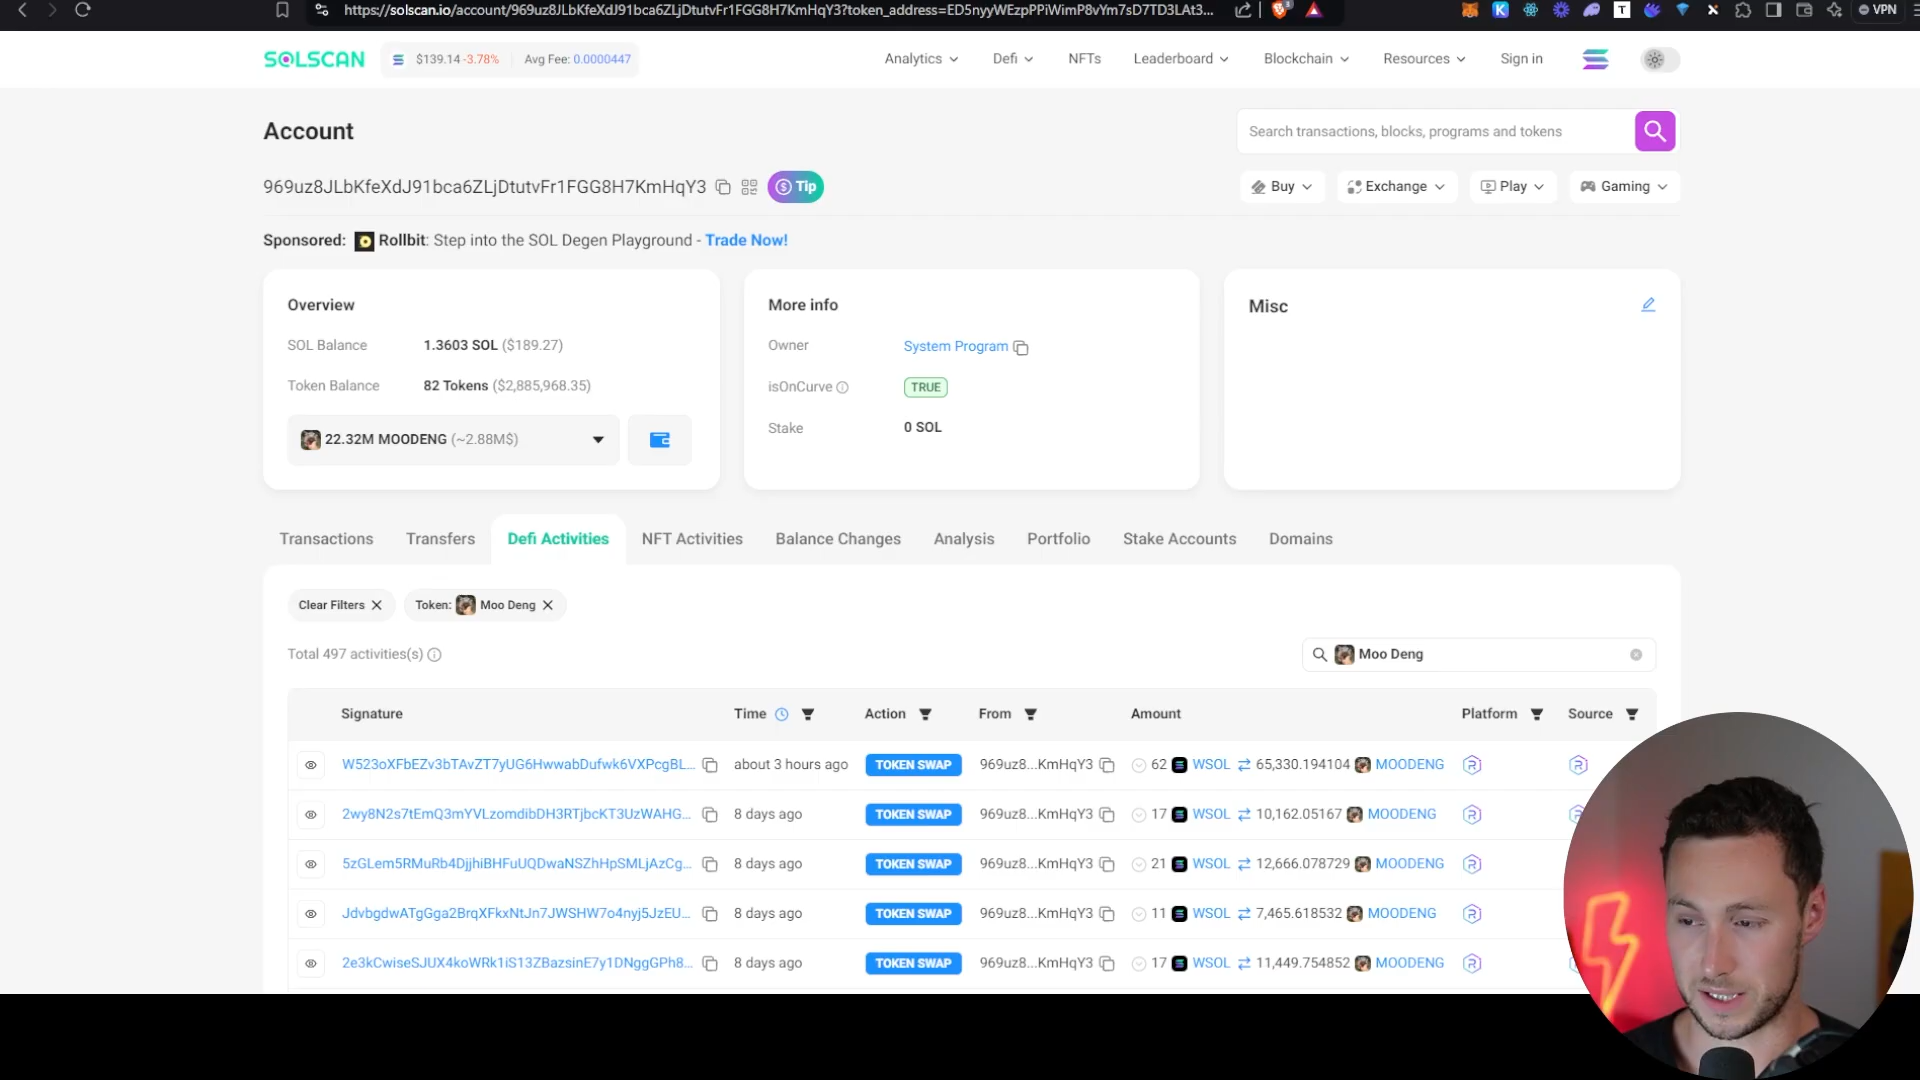 https://solscan.io/account/969uz8JLbKfeXdJ91bca6ZLjDtutvFr1FGG8H7KmHqY3?token_address=ED5nyyWEzpPPiWimP8vYm7sD7TD3LAt3...
VPN
SOLSCAN
$139.14 -3.78%
Avg Fee: 0.0000447
Analytics
Defi
NFTs
Leaderboard
Blockchain
Resources
Sign in
Account
Search transactions, blocks, programs and tokens
969uz8JLbKfeXdJ91bca6ZLjDtutvFr1FGG8H7KmHqY3
Tip
Buy
Exchange
Play
Gaming
Sponsored: Rollbit: Step into the SOL Degen Playground - Trade Now!
Overview
SOL Balance 1.3603 SOL ($189.27)
Token Balance 82 Tokens ($2,885,968.35)
22.32M MOODENG (~2.88M$)
More info
Owner System Program
isOnCurve TRUE
Stake 0 SOL
Misc
Transactions Transfers Defi Activities NFT Activities Balance Changes Analysis Portfolio Stake Accounts Domains
Clear Filters
Token: Moo Deng
Total 497 activities(s)
Moo Deng
Signature Time Action From Amount Platform Source
W523oXFbEZv3bTAvZT7yUG6HwwabDufwk6VXPcgBL... about 3 hours ago TOKEN SWAP 969uz8...KmHqY3 62 WSOL 65,330.194104 MOODENG
2wy8N2s7tEmQ3mYVLzomdibDH3RTjbcKT3UzWAHG... 8 days ago TOKEN SWAP 969uz8...KmHqY3 17 WSOL 10,162.05167 MOODENG
5zGLem5RMuRb4DjjhiBHFuUQDwaNSZhHpSMLjAzCg... 8 days ago TOKEN SWAP 969uz8...KmHqY3 21 WSOL 12,666.078729 MOODENG
JdvbgdwATgGga2BrqXFkxNtJn7JWSHW7o4nyj5JzEU... 8 days ago TOKEN SWAP 969uz8...KmHqY3 11 WSOL 7,465.618532 MOODENG
2e3kCwiseSJUX4koWRk1iS13ZBazsinE7y1DNggGPh8... 8 days ago TOKEN SWAP 969uz8...KmHqY3 17 WSOL 11,449.754852 MOODENG